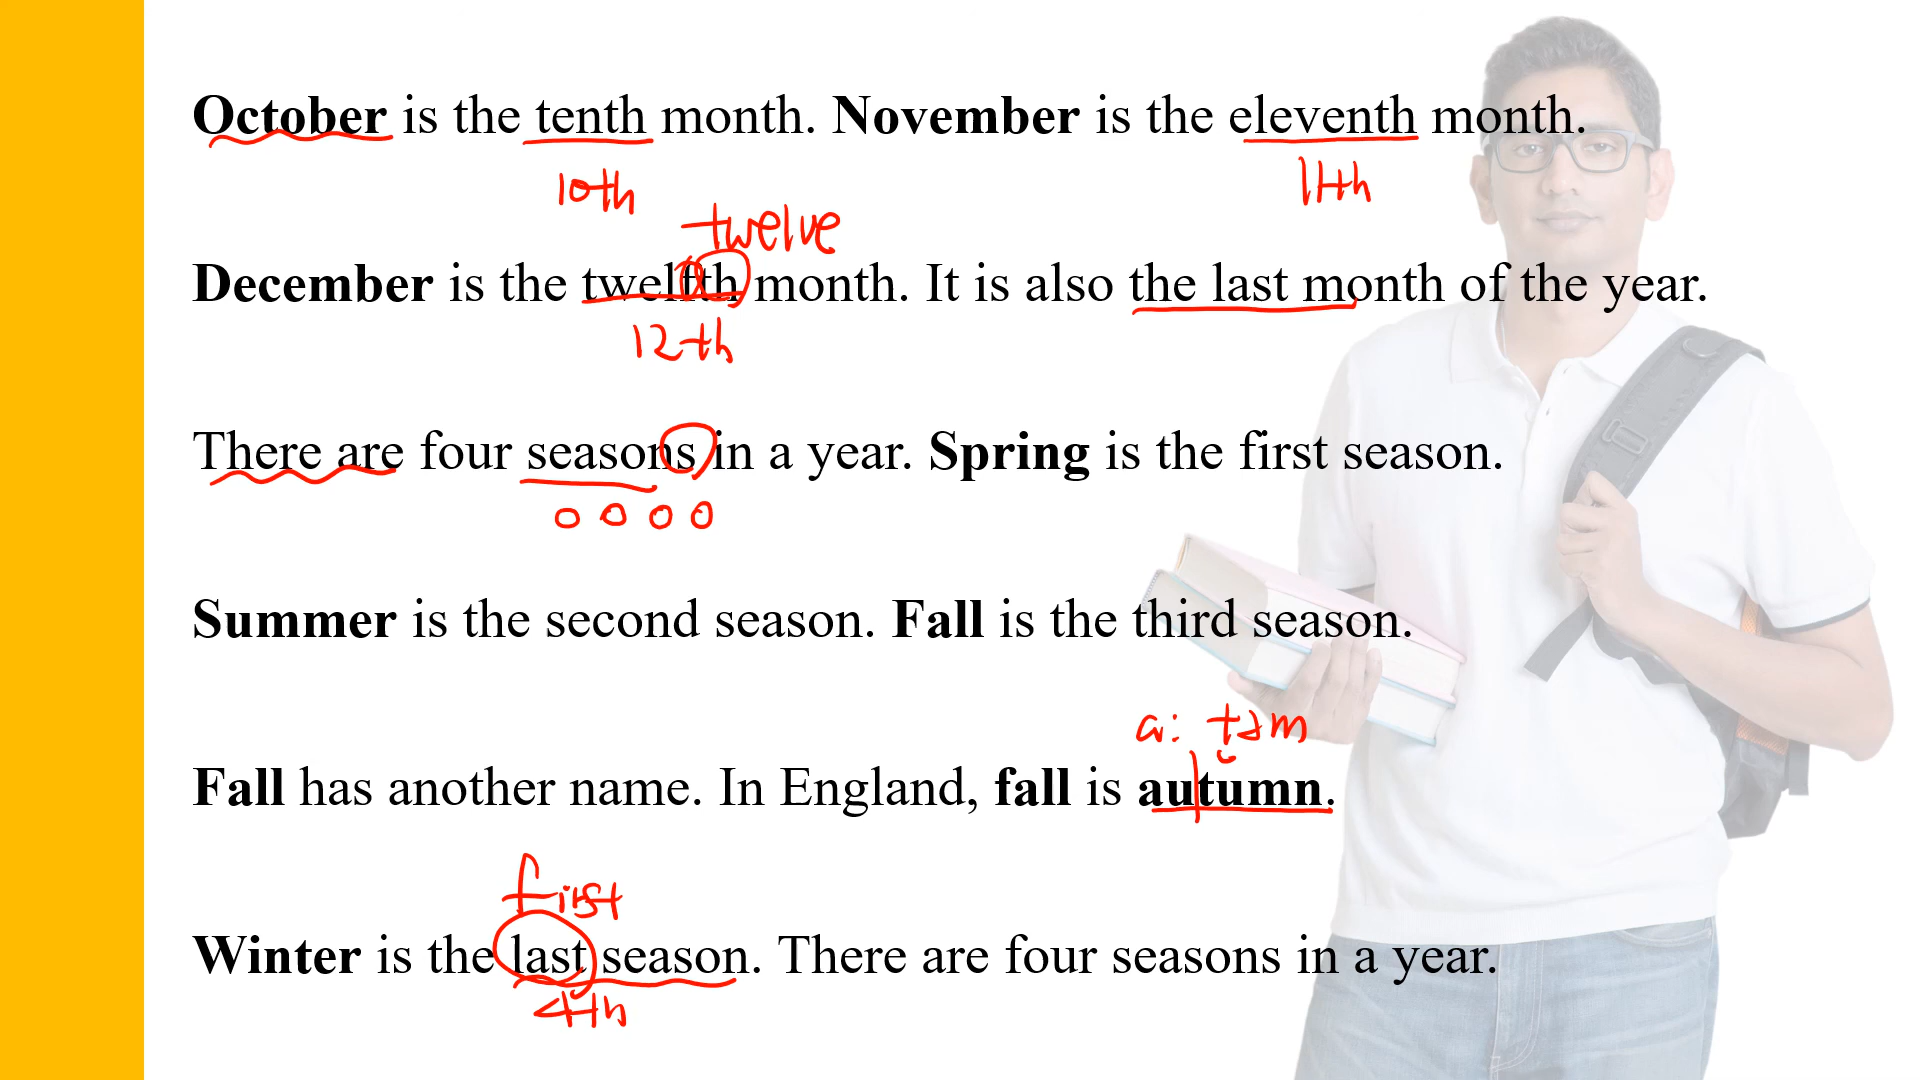 October is the tenth month. November is the eleventh month.
10th
11th
twelve
December is the twelfth month. It is also the last month of the year.
12th
There are four seasons in a year. Spring is the first season.
Summer is the second season. Fall is the third season.
Fall has another name. In England, fall is autumn.
first
Winter is the last season. There are four seasons in a year.
4th